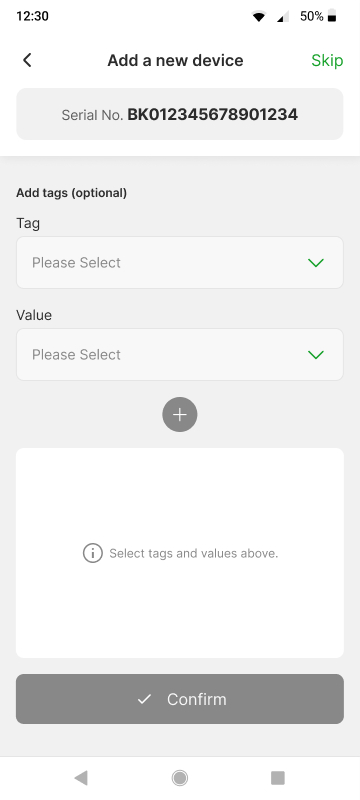 12:30
50%
Add a new device
Skip
Serial No. BK012345678901234
Add tags (optional)
Tag
Please Select
Value
Please Select
Select tags and values above.
Confirm